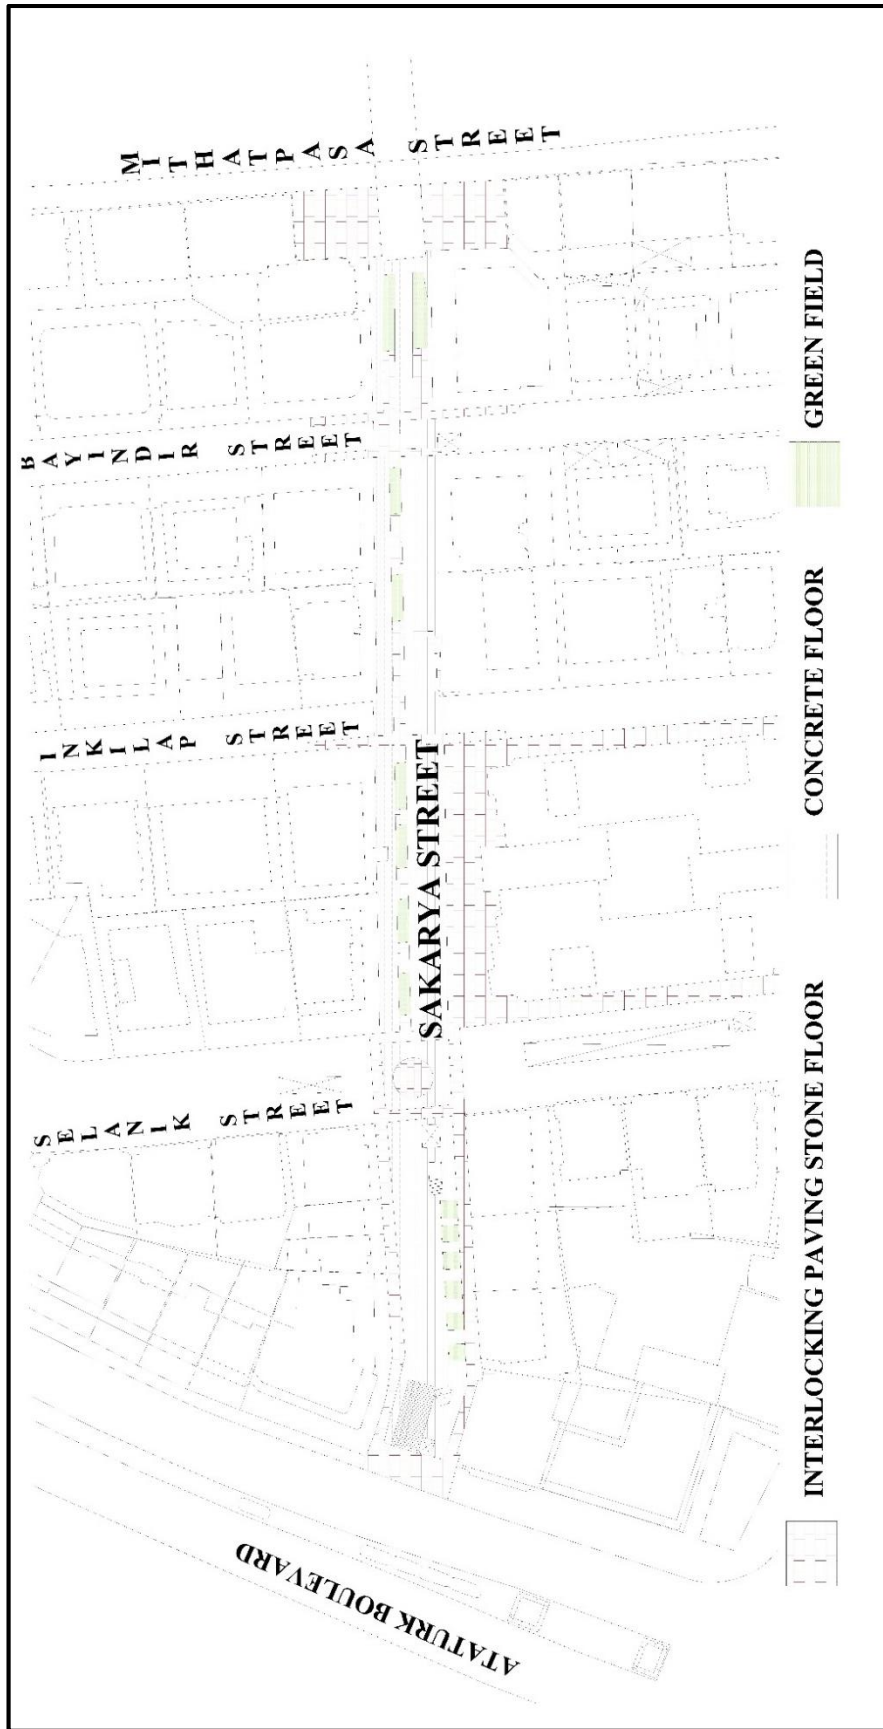 MITHATPASA STREET
BAYINDIR STREET
INKILAP STREET
SELANIK STREET
SAKARYA STREET
ATATURK BOULEVARD
INTERLOCKING PAVING STONE FLOOR
CONCRETE FLOOR
GREEN FIELD